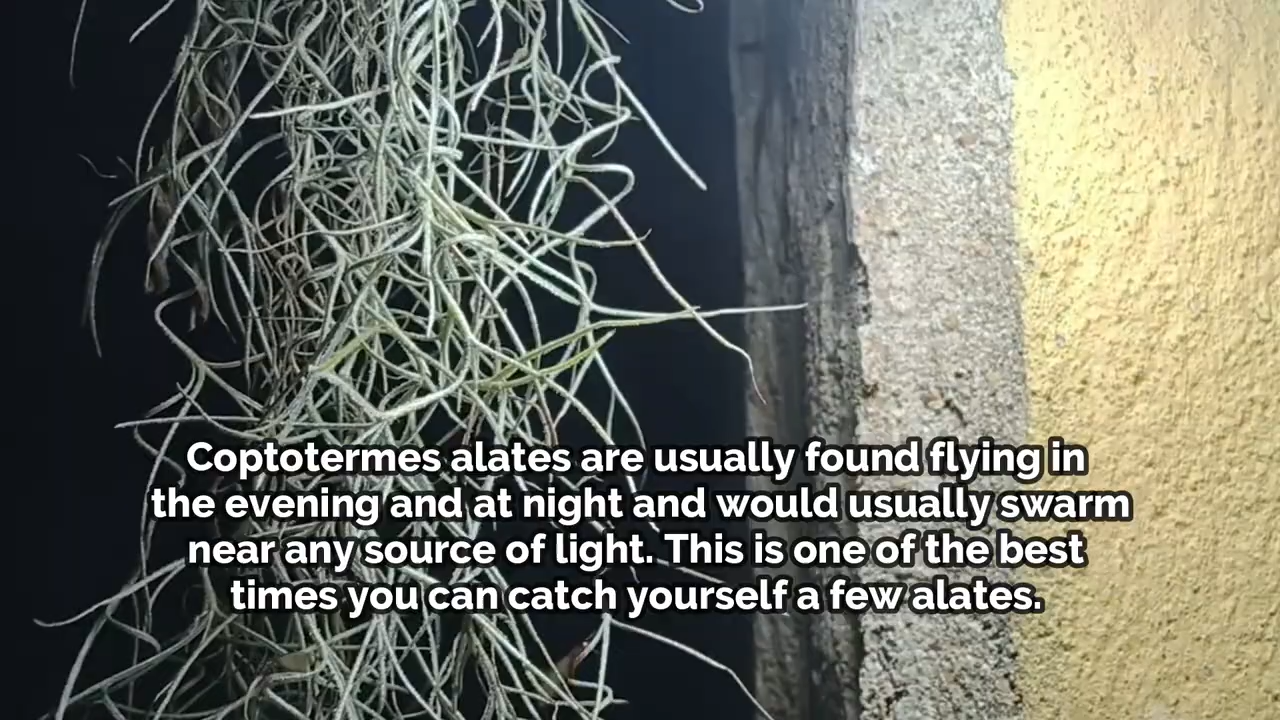 Coptotermes alates are usually found flying in
the evening and at night and would usually swarm
near any source of light. This is one of the best
times you can catch yourself a few alates.